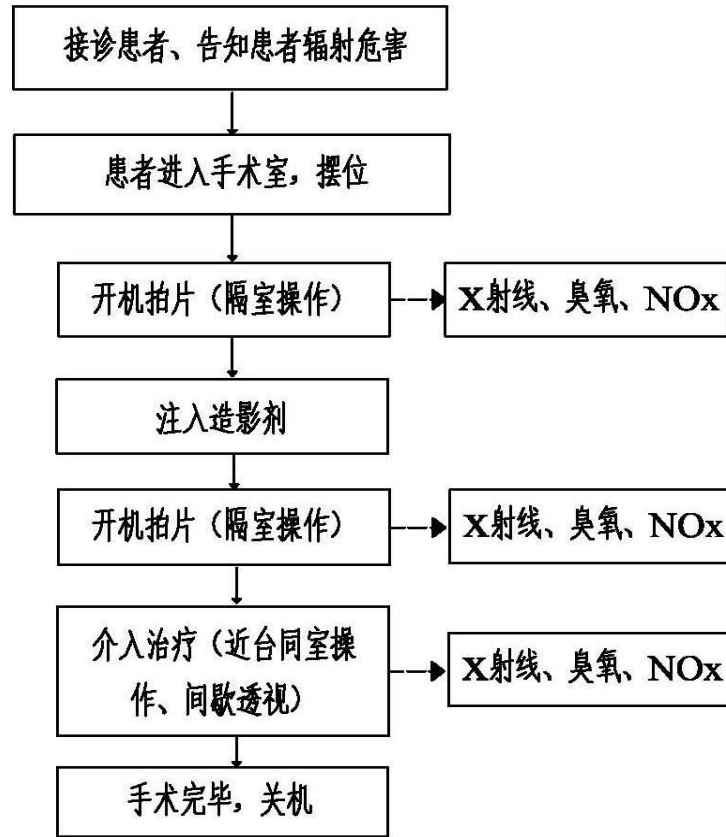 接诊患者、告知患者辐射危害
患者进入手术室，摆位
开机拍片（隔室操作）
X射线、臭氧、NOx
注入造影剂
开机拍片（隔室操作）
X射线、臭氧、NOx
介入治疗（近台同室操
作、间歇透视）
X射线、臭氧、NOx
手术完毕，关机